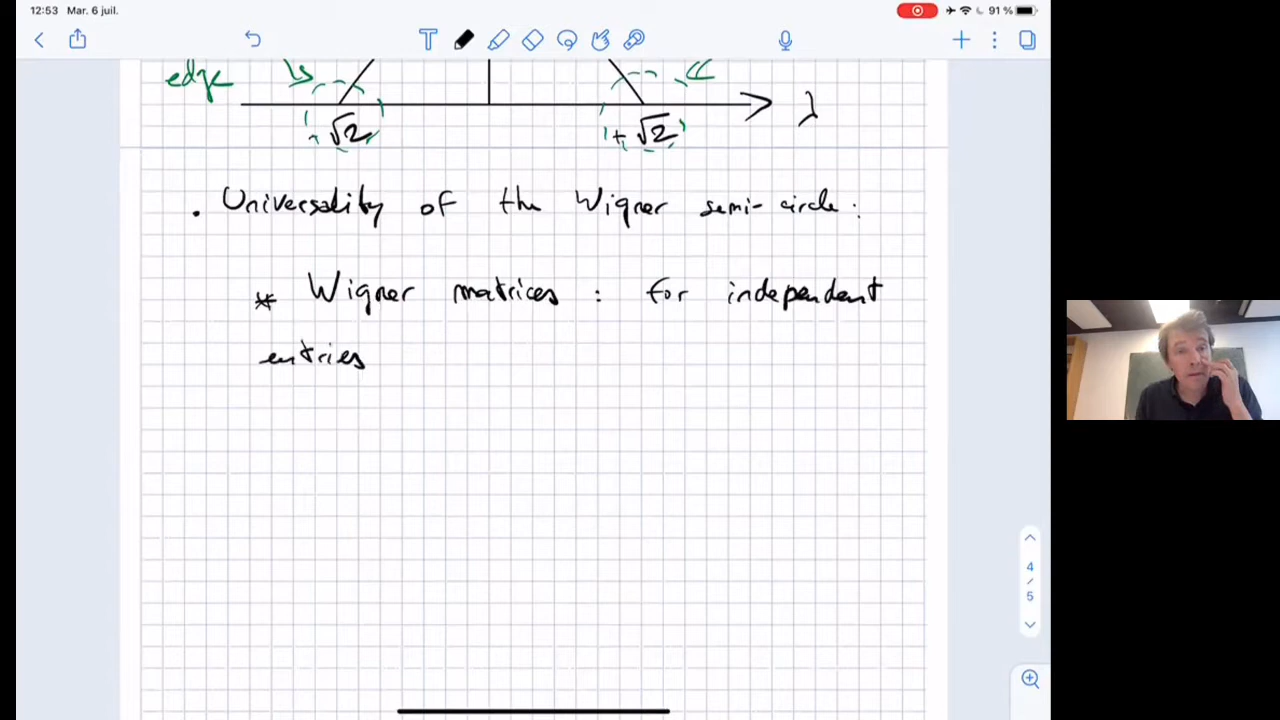 12:53 Mar. 6 juil.
91 %
edge
- √2
+ √2
λ
. Universality of the Wigner semi-circle:
* Wigner matrices : for independent
entries
4
/
5